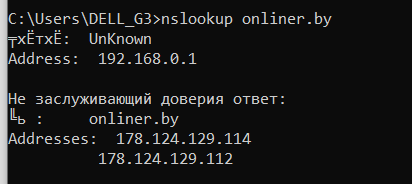 C:\Users\DELL_G3>nslookup onliner.by
╤хЁтхЁ:  UnKnown
Address:  192.168.0.1
Не заслуживающий доверия ответ:
╚ь :     onliner.by
Addresses:  178.124.129.114
178.124.129.112